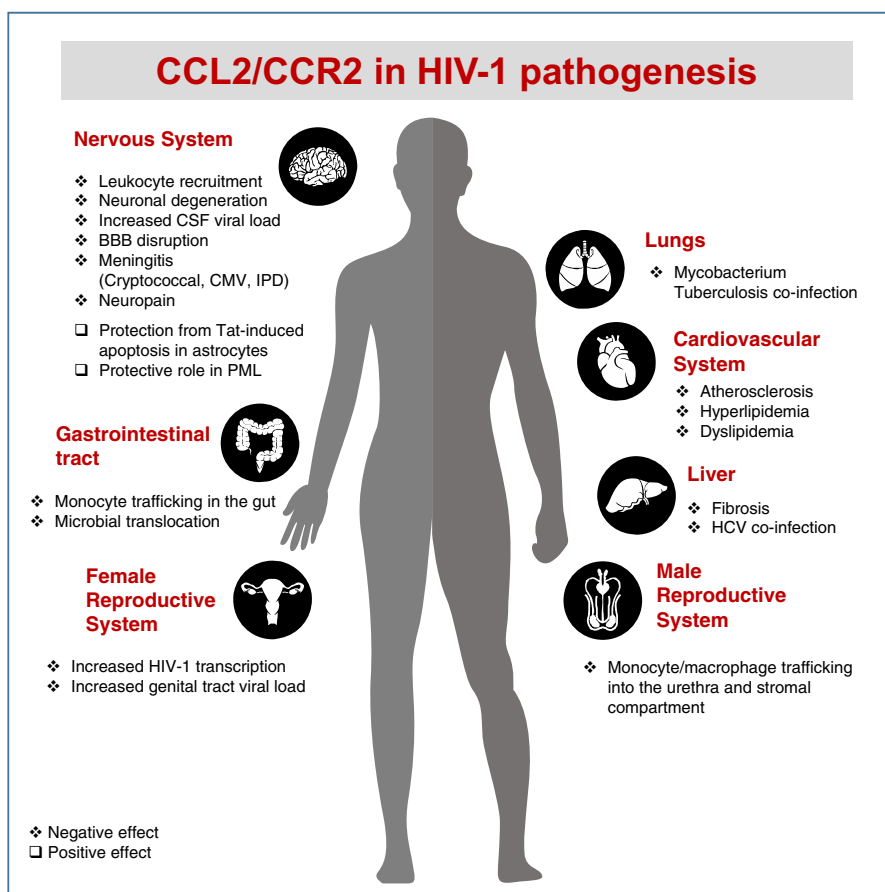 CCL2/CCR2 in HIV-1 pathogenesis
Nervous System
❖ Leukocyte recruitment
❖ Neuronal degeneration
❖ Increased CSF viral load
❖ BBB disruption
❖ Meningitis
(Cryptococcal, CMV, IPD)
❖ Neuropain
❑ Protection from Tat-induced
apoptosis in astrocytes
❑ Protective role in PML
Gastrointestinal
tract
❖ Monocyte trafficking in the gut
❖ Microbial translocation
Female
Reproductive
System
❖ Increased HIV-1 transcription
❖ Increased genital tract viral load
Lungs
❖ Mycobacterium
Tuberculosis co-infection
Cardiovascular
System
❖ Atherosclerosis
❖ Hyperlipidemia
❖ Dyslipidemia
Liver
❖ Fibrosis
❖ HCV co-infection
Male
Reproductive
System
❖ Monocyte/macrophage trafficking
into the urethra and stromal
compartment
❖ Negative effect
❑ Positive effect